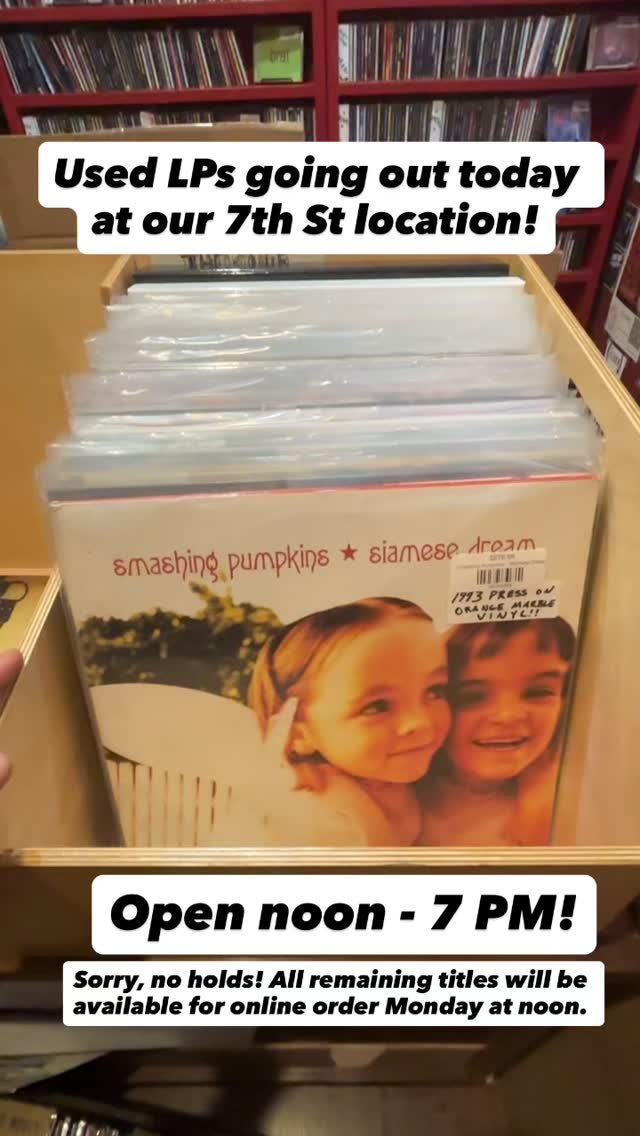 brat
Used LPs going out today
at our 7th St location!
smashing pumpkins ★ siamese dream
1993 PRESS ON
ORANGE MARBLE
VINYL!!
Open noon - 7 PM!
Sorry, no holds! All remaining titles will be
available for online order Monday at noon.